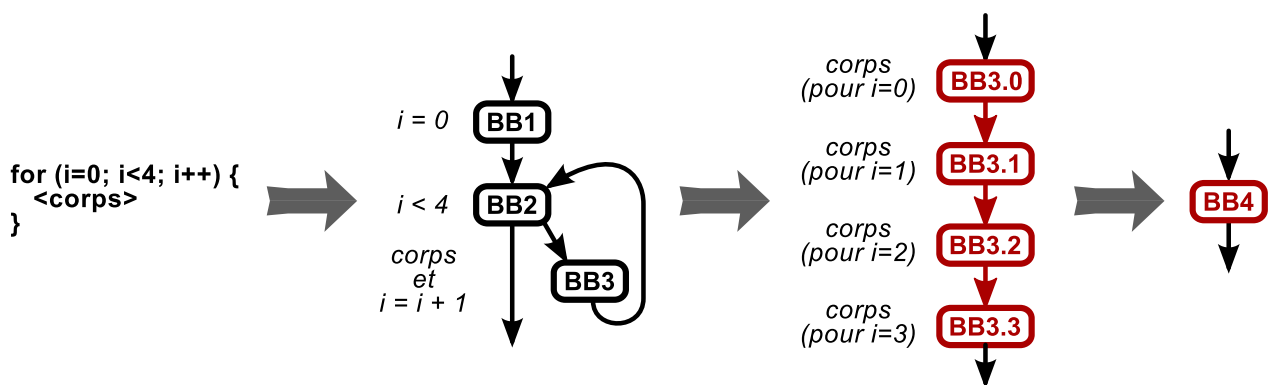 for (i=0; i<4; i++) {
<corps>
}
i = 0
BB1
i < 4
BB2
corps
et
i = i + 1
BB3
corps
(pour i=0)
BB3.0
corps
(pour i=1)
BB3.1
corps
(pour i=2)
BB3.2
corps
(pour i=3)
BB3.3
BB4